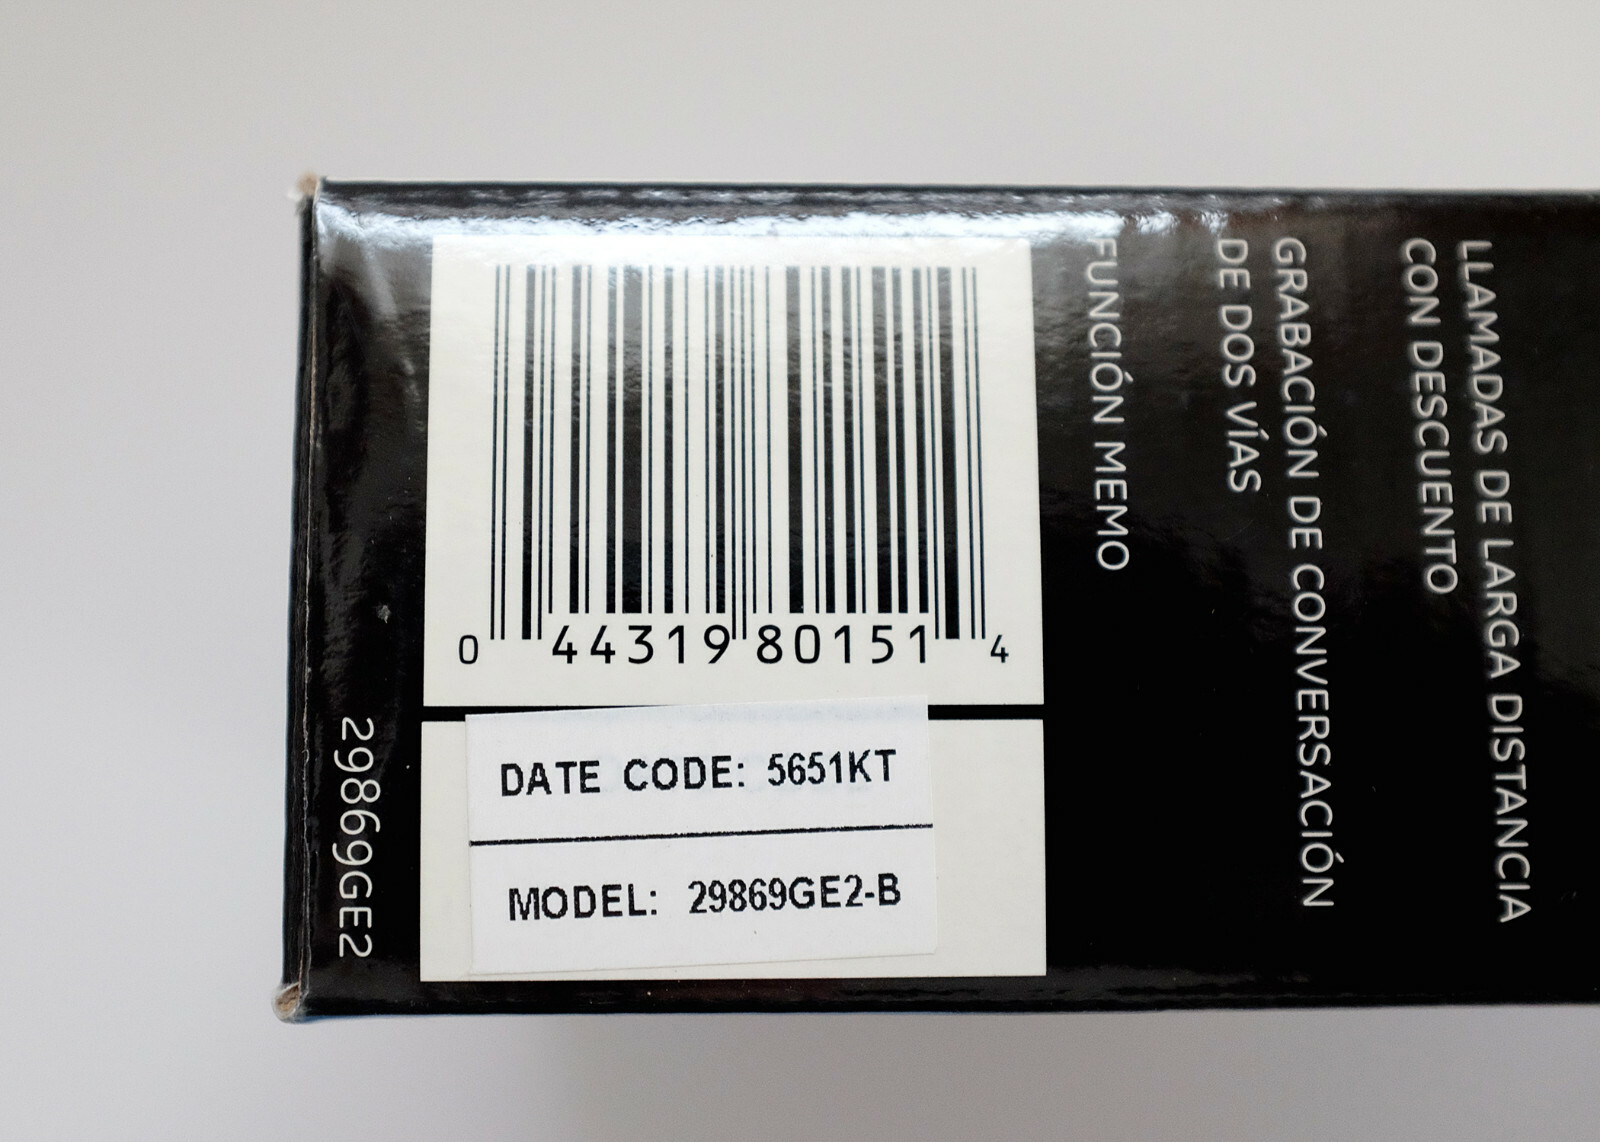 0 44319 80151 4
DATE CODE: 5651KT
MODEL: 29869GE2-B
29869GE2
LLAMADAS DE LARGA DISTANCIA
CON DESCUENTO
GRABACIÓN DE CONVERSACIÓN
DE DOS VÍAS
FUNCIÓN MEMO